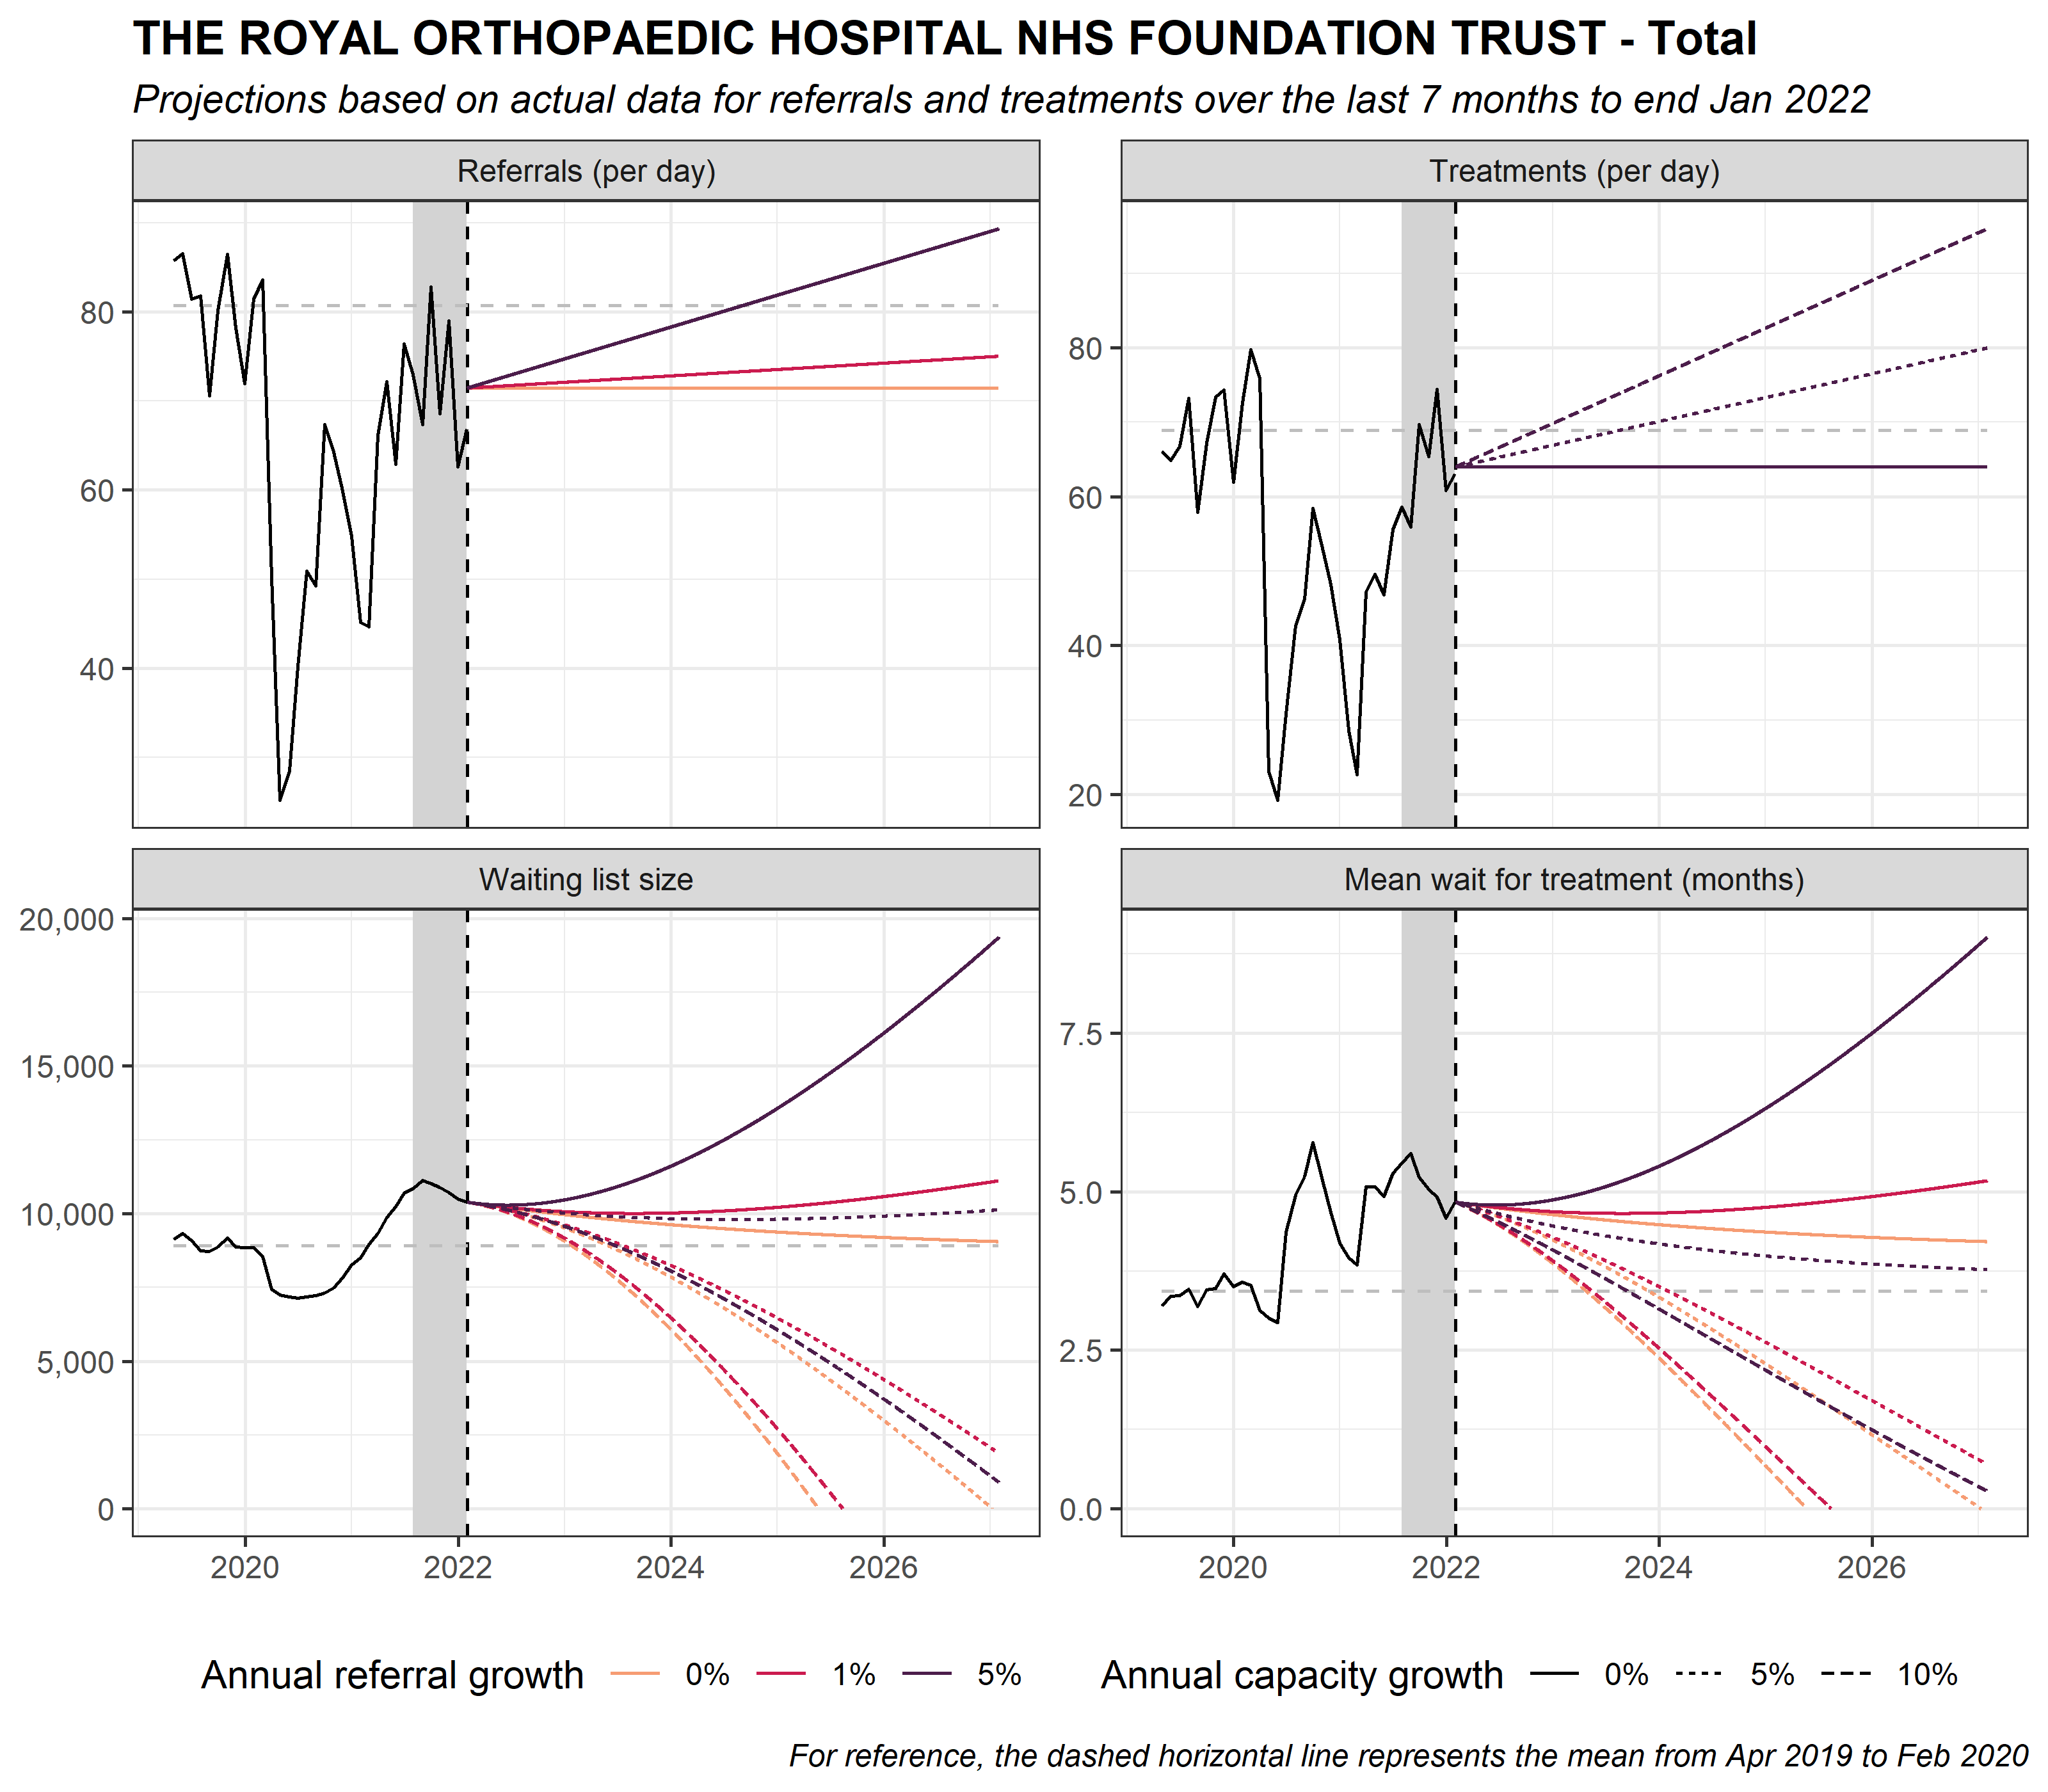 THE ROYAL ORTHOPAEDIC HOSPITAL NHS FOUNDATION TRUST - Total
Projections based on actual data for referrals and treatments over the last 7 months to end Jan 2022
Referrals (per day)
80
60
40
Treatments (per day)
80
60
40
20
Waiting list size
20,000
15,000
10,000
5,000
0
2020 2022 2024 2026
Mean wait for treatment (months)
7.5
5.0
2.5
0.0
2020 2022 2024 2026
Annual referral growth 0% 1% 5%
Annual capacity growth 0% 5% 10%
For reference, the dashed horizontal line represents the mean from Apr 2019 to Feb 2020